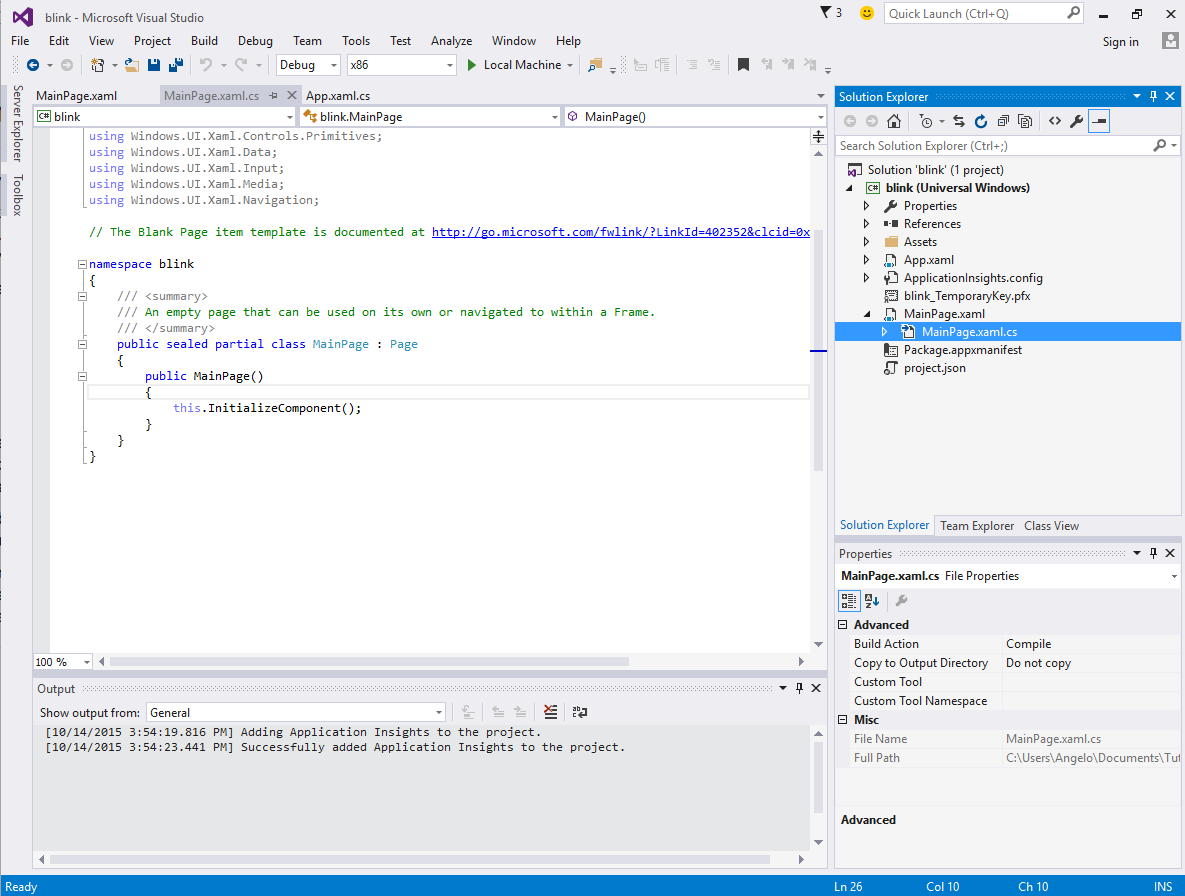 blink - Microsoft Visual Studio
3
Quick Launch (Ctrl+Q)
File Edit View Project Build Debug Team Tools Test Analyze Window Help
Sign in
Debug x86 Local Machine
Server Explorer
Toolbox
MainPage.xaml MainPage.xaml.cs App.xaml.cs
C# blink blink.MainPage MainPage()
using Windows.UI.Xaml.Controls.Primitives;
using Windows.UI.Xaml.Data;
using Windows.UI.Xaml.Input;
using Windows.UI.Xaml.Media;
using Windows.UI.Xaml.Navigation;
// The Blank Page item template is documented at http://go.microsoft.com/fwlink/?LinkId=402352&clcid=0x
namespace blink
{
/// <summary>
/// An empty page that can be used on its own or navigated to within a Frame.
/// </summary>
public sealed partial class MainPage : Page
{
public MainPage()
{
this.InitializeComponent();
}
}
}
100 %
Output
Show output from: General
[10/14/2015 3:54:19.816 PM] Adding Application Insights to the project.
[10/14/2015 3:54:23.441 PM] Successfully added Application Insights to the project.
Solution Explorer
Search Solution Explorer (Ctrl+;)
Solution 'blink' (1 project)
C# blink (Universal Windows)
Properties
References
Assets
App.xaml
ApplicationInsights.config
blink_TemporaryKey.pfx
MainPage.xaml
MainPage.xaml.cs
Package.appxmanifest
project.json
Solution Explorer Team Explorer Class View
Properties
MainPage.xaml.cs File Properties
Advanced
Build Action Compile
Copy to Output Directory Do not copy
Custom Tool
Custom Tool Namespace
Misc
File Name MainPage.xaml.cs
Full Path C:\Users\Angelo\Documents\Tut
Advanced
Ready Ln 26 Col 10 Ch 10 INS